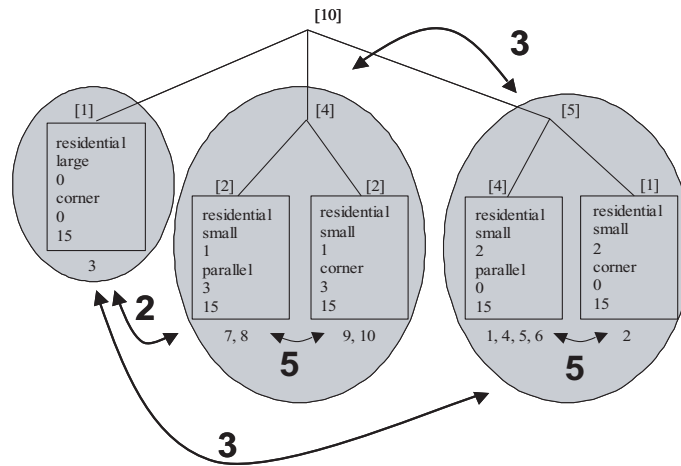 [10]
3
[1]
residential
large
0
corner
0
15
3
[4]
[2]
residential
small
1
parallel
3
15
7, 8
[2]
residential
small
1
corner
3
15
9, 10
5
[5]
[4]
residential
small
2
parallel
0
15
1, 4, 5, 6
[1]
residential
small
2
corner
0
15
2
5
2
3